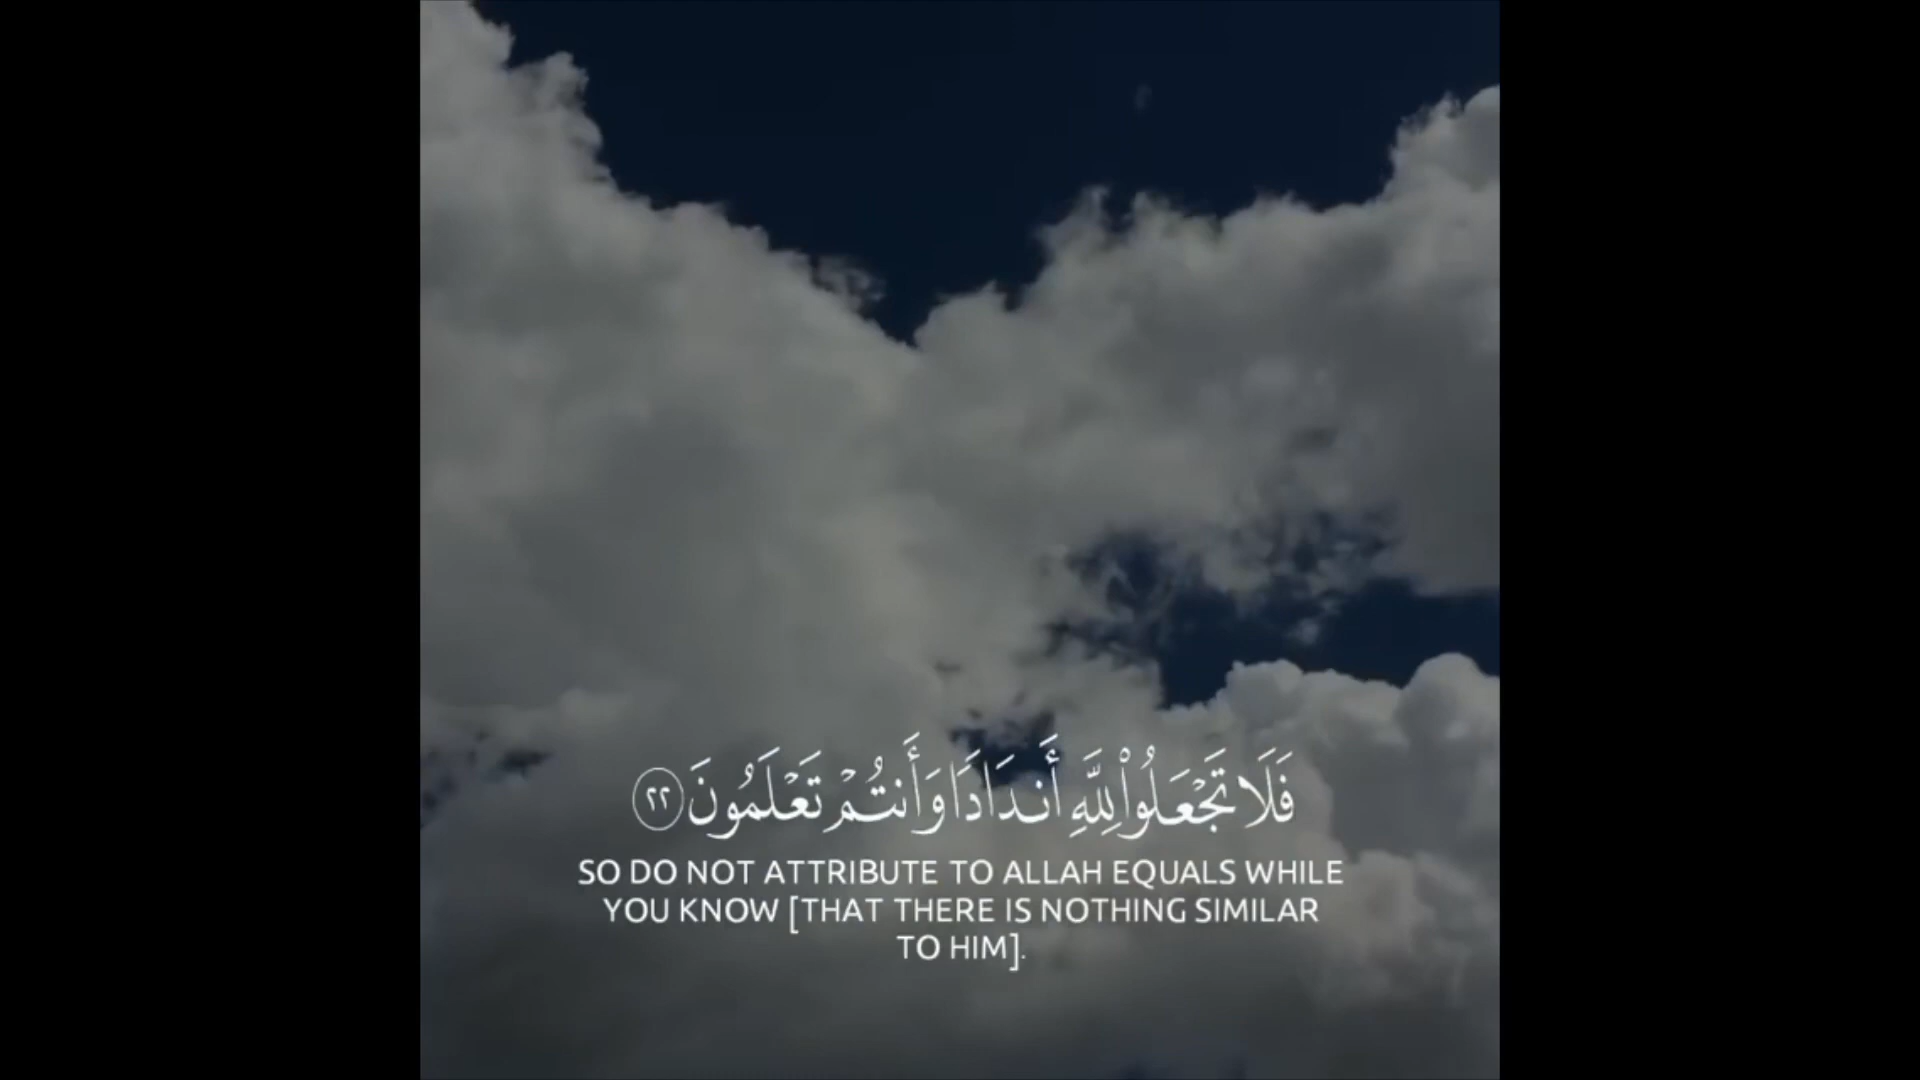 فَلَا تَجْعَلُوا۟ لِلَّهِ أَندَادًا وَأَنتُمْ تَعْلَمُونَ ٢٢
SO DO NOT ATTRIBUTE TO ALLAH EQUALS WHILE
YOU KNOW [THAT THERE IS NOTHING SIMILAR
TO HIM].